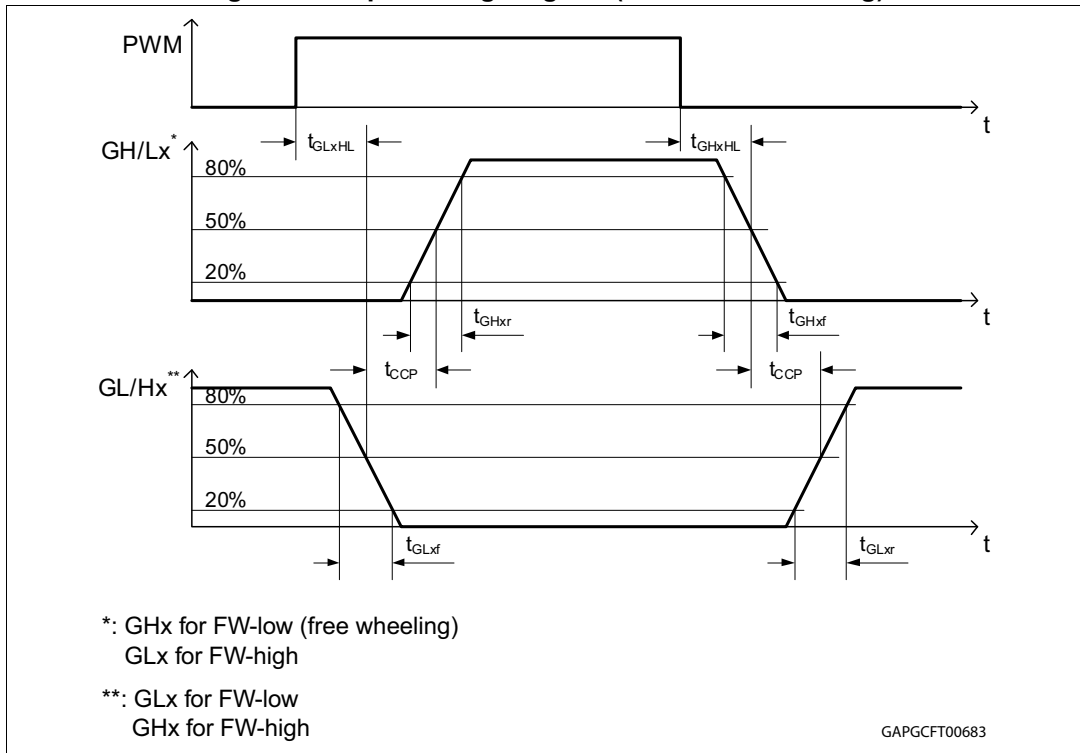 PWM
t
GH/Lx*
tGLxHL
tGHxHL
80%
50%
20%
t
tGHxr
tGHxf
tCCP
tCCP
GL/Hx**
80%
50%
20%
t
tGLxf
tGLxr
*: GHx for FW-low (free wheeling)
GLx for FW-high
**: GLx for FW-low
GHx for FW-high
GAPGCFT00683